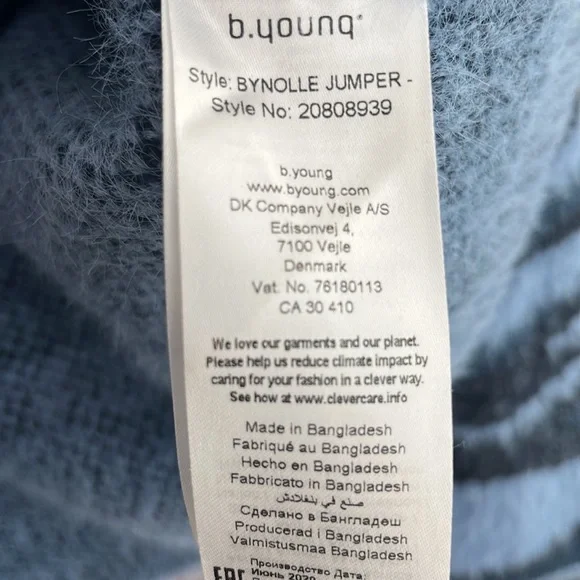 b.young
Style: BYNOLLE JUMPER -
Style No: 20808939
b.young
www.byoung.com
DK Company Vejle A/S
Edisonvej 4,
7100 Vejle
Denmark
Vat. No. 76180113
CA 30 410
We love our garments and our planet.
Please help us reduce climate impact by
caring for your fashion in a clever way.
See how at www.clevercare.info
Made in Bangladesh
Fabriqué au Bangladesh
Hecho en Bangladesh
Fabbricato in Bangladesh
صنع في بنغلادش
Сделано в Бангладеш
Producerad i Bangladesh
Valmistusmaa Bangladesh
EAC Производство Дата:
Июнь 2020